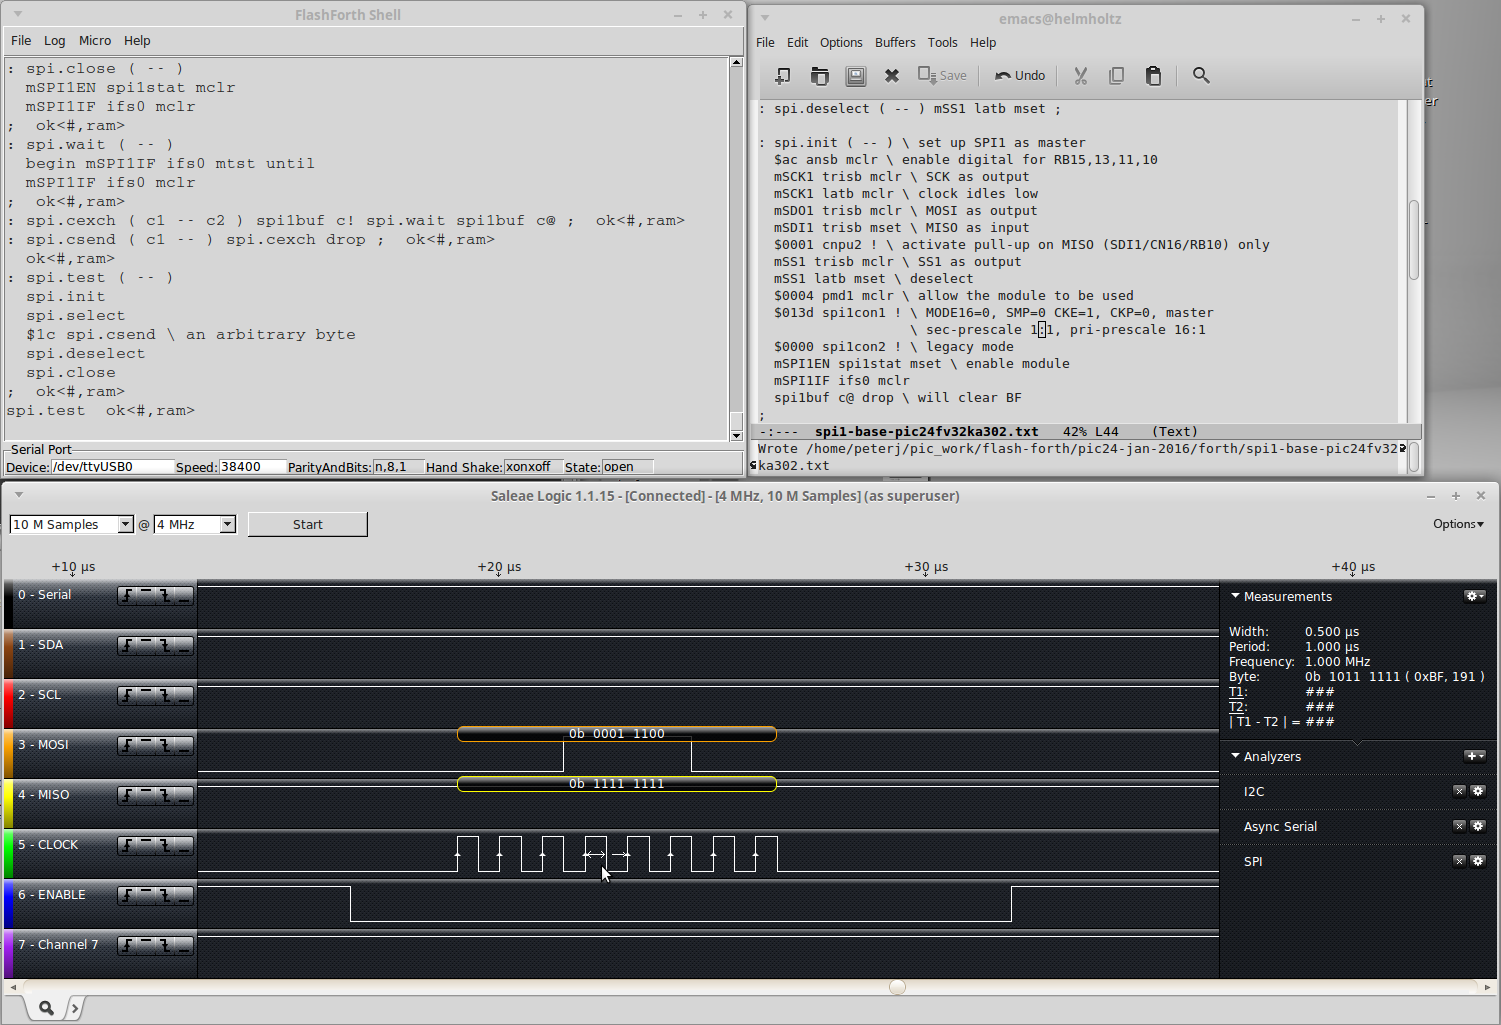 FlashForth Shell
File Log Micro Help
: spi.close ( -- )
mSPI1EN spi1stat mclr
mSPI1IF ifs0 mclr
; ok<#,ram>
: spi.wait ( -- )
begin mSPI1IF ifs0 mtst until
mSPI1IF ifs0 mclr
; ok<#,ram>
: spi.cexch ( c1 -- c2 ) spi1buf c! spi.wait spi1buf c@ ; ok<#,ram>
: spi.csend ( c1 -- ) spi.cexch drop ; ok<#,ram>
ok<#,ram>
: spi.test ( -- )
spi.init
spi.select
$1c spi.csend \ an arbitrary byte
spi.deselect
spi.close
; ok<#,ram>
spi.test ok<#,ram>
Serial Port
Device: /dev/ttyUSB0 Speed: 38400 ParityAndBits: n,8,1 Hand Shake: xonxoff State: open
emacs@helmholtz
File Edit Options Buffers Tools Help
Save Undo
: spi.deselect ( -- ) mSS1 latb mset ;
: spi.init ( -- ) \ set up SPI1 as master
$ac ansb mclr \ enable digital for RB15,13,11,10
mSCK1 trisb mclr \ SCK as output
mSCK1 latb mclr \ clock idles low
mSDO1 trisb mclr \ MOSI as output
mSDI1 trisb mset \ MISO as input
$0001 cnpu2 ! \ activate pull-up on MISO (SDI1/CN16/RB10) only
mSS1 trisb mclr \ SS1 as output
mSS1 latb mset \ deselect
$0004 pmd1 mclr \ allow the module to be used
$013d spi1con1 ! \ MODE16=0, SMP=0 CKE=1, CKP=0, master
\ sec-prescale 1:1, pri-prescale 16:1
$0000 spi1con2 ! \ legacy mode
mSPI1EN spi1stat mset \ enable module
mSPI1IF ifs0 mclr
spi1buf c@ drop \ will clear BF
;
-:--- spi1-base-pic24fv32ka302.txt 42% L44 (Text)
Wrote /home/peterj/pic_work/flash-forth/pic24-jan-2016/forth/spi1-base-pic24fv32
ka302.txt
Saleae Logic 1.1.15 - [Connected] - [4 MHz, 10 M Samples] (as superuser)
10 M Samples @ 4 MHz Start Options
+10 µs +20 µs +30 µs +40 µs
0 - Serial
1 - SDA
2 - SCL
3 - MOSI
0b 0001 1100
4 - MISO
0b 1111 1111
5 - CLOCK
6 - ENABLE
7 - Channel 7
Measurements
Width: 0.500 µs
Period: 1.000 µs
Frequency: 1.000 MHz
Byte: 0b 1011 1111 ( 0xBF, 191 )
T1: ###
T2: ###
| T1 - T2 | = ###
Analyzers
I2C
Async Serial
SPI